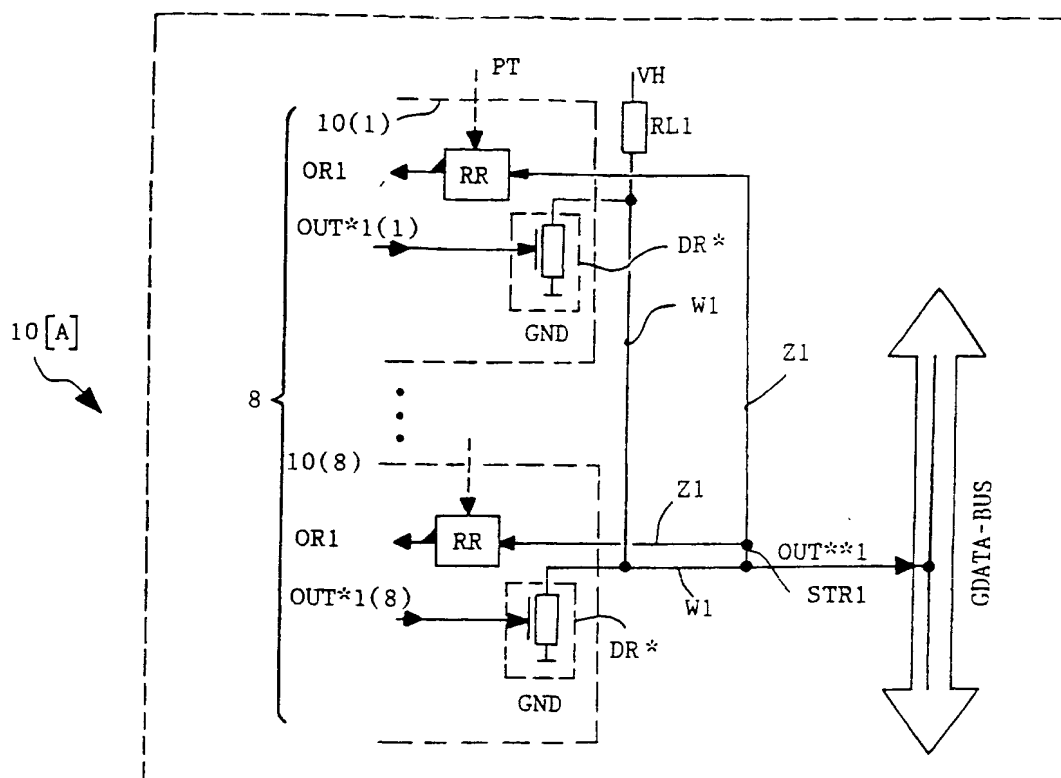 PT
VH
10(1)
RL1
OR1
RR
OUT*1(1)
DR*
W1
GND
10[A]
Z1
8
10(8)
Z1
OR1
RR
OUT**1
GDATA-BUS
OUT*1(8)
W1
STR1
DR*
GND